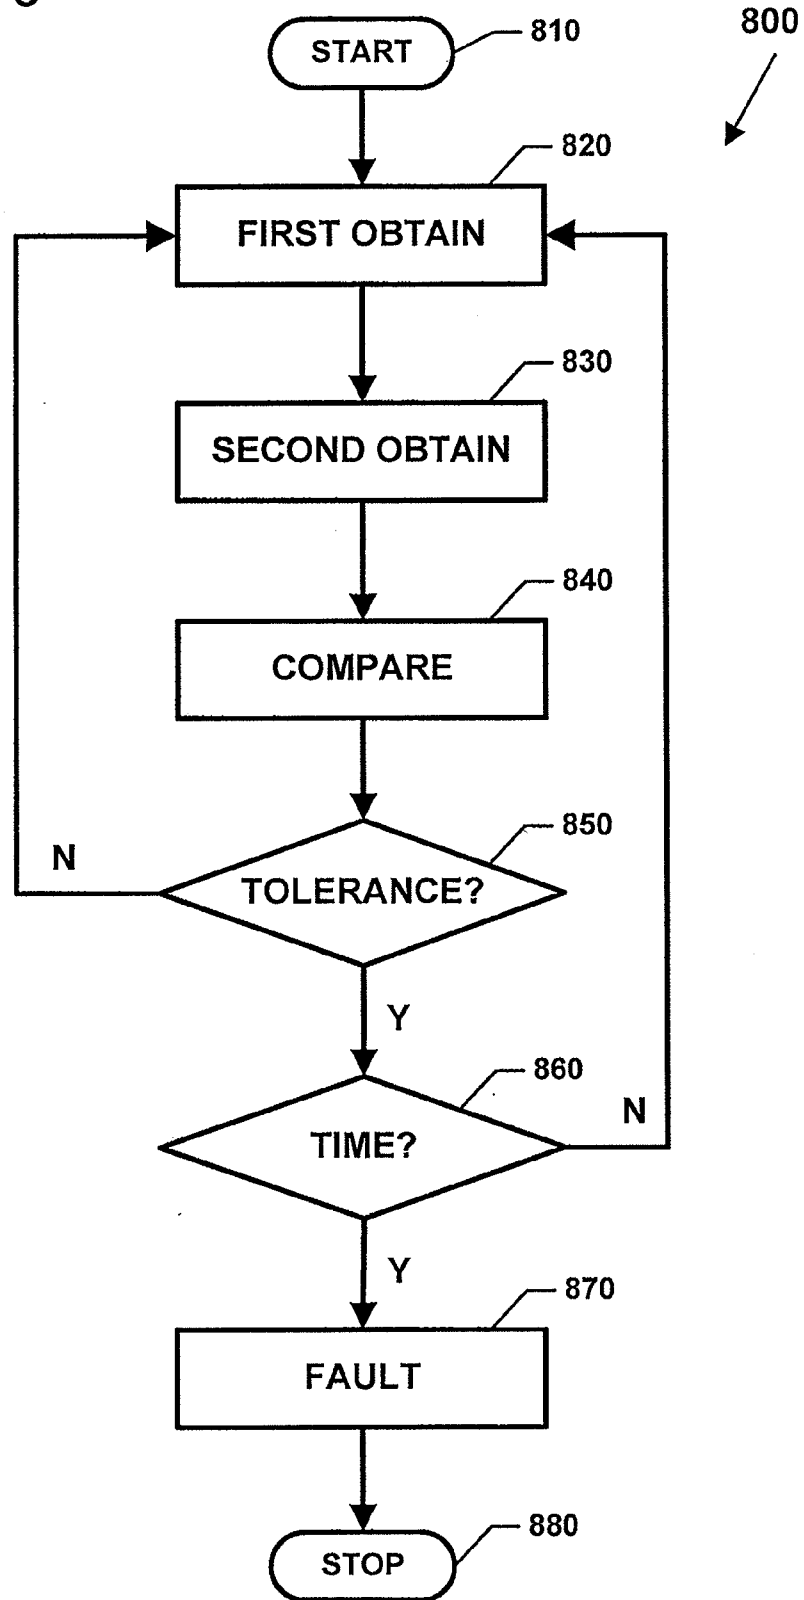 800
START
810
820
FIRST OBTAIN
830
SECOND OBTAIN
840
COMPARE
850
N
TOLERANCE?
Y
860
TIME?
N
Y
870
FAULT
880
STOP